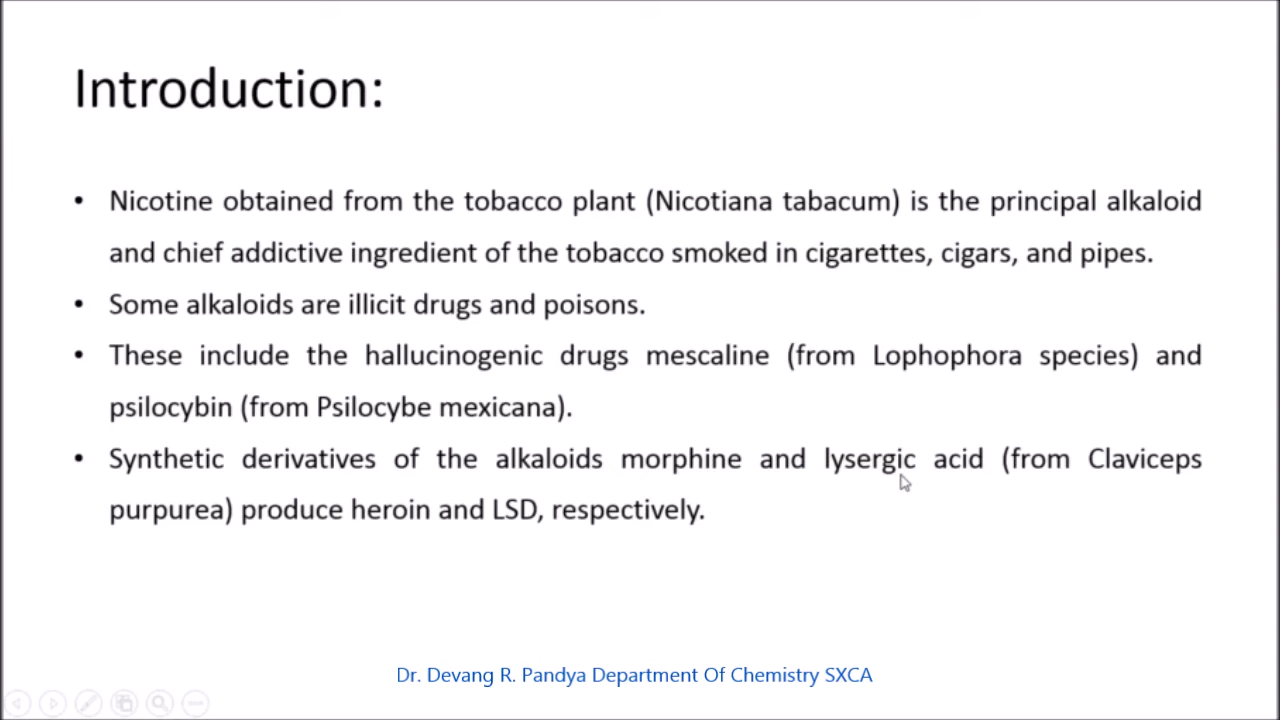 Introduction:
• Nicotine obtained from the tobacco plant (Nicotiana tabacum) is the principal alkaloid
and chief addictive ingredient of the tobacco smoked in cigarettes, cigars, and pipes.
• Some alkaloids are illicit drugs and poisons.
• These include the hallucinogenic drugs mescaline (from Lophophora species) and
psilocybin (from Psilocybe mexicana).
• Synthetic derivatives of the alkaloids morphine and lysergic acid (from Claviceps
purpurea) produce heroin and LSD, respectively.
Dr. Devang R. Pandya Department Of Chemistry SXCA